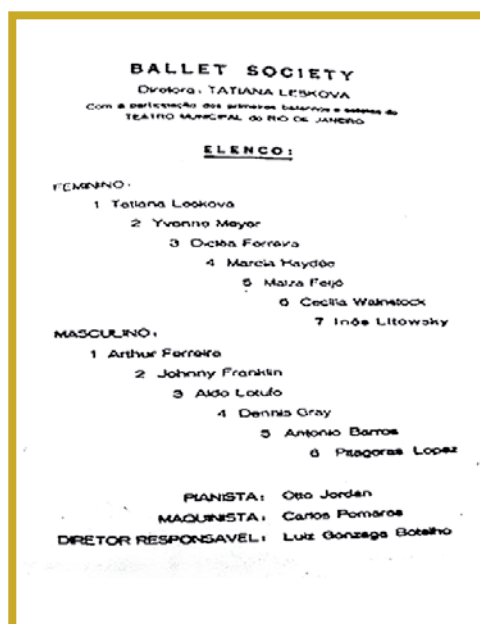 BALLET SOCIETY
Diretora: TATIANA LESKOVA
Com a participação dos primeiros bailarinos e solistas do
TEATRO MUNICIPAL do RIO DE JANEIRO
ELENCO:
FEMININO:
1 Tatiana Leskova
2 Yvonne Meyer
3 Dicléa Ferreira
4 Marcia Haydée
5 Maiza Feijó
6 Cecilia Wainstock
7 Inês Litowsky
MASCULINO:
1 Arthur Ferreira
2 Johnny Franklin
3 Aldo Lotufo
4 Dennis Gray
5 Antonio Barros
6 Pitagoras Lopez
PIANISTA: Otto Jordan
MAQUINISTA: Carlos Pomaros
DIRETOR RESPONSAVEL: Luiz Gonzaga Botelho